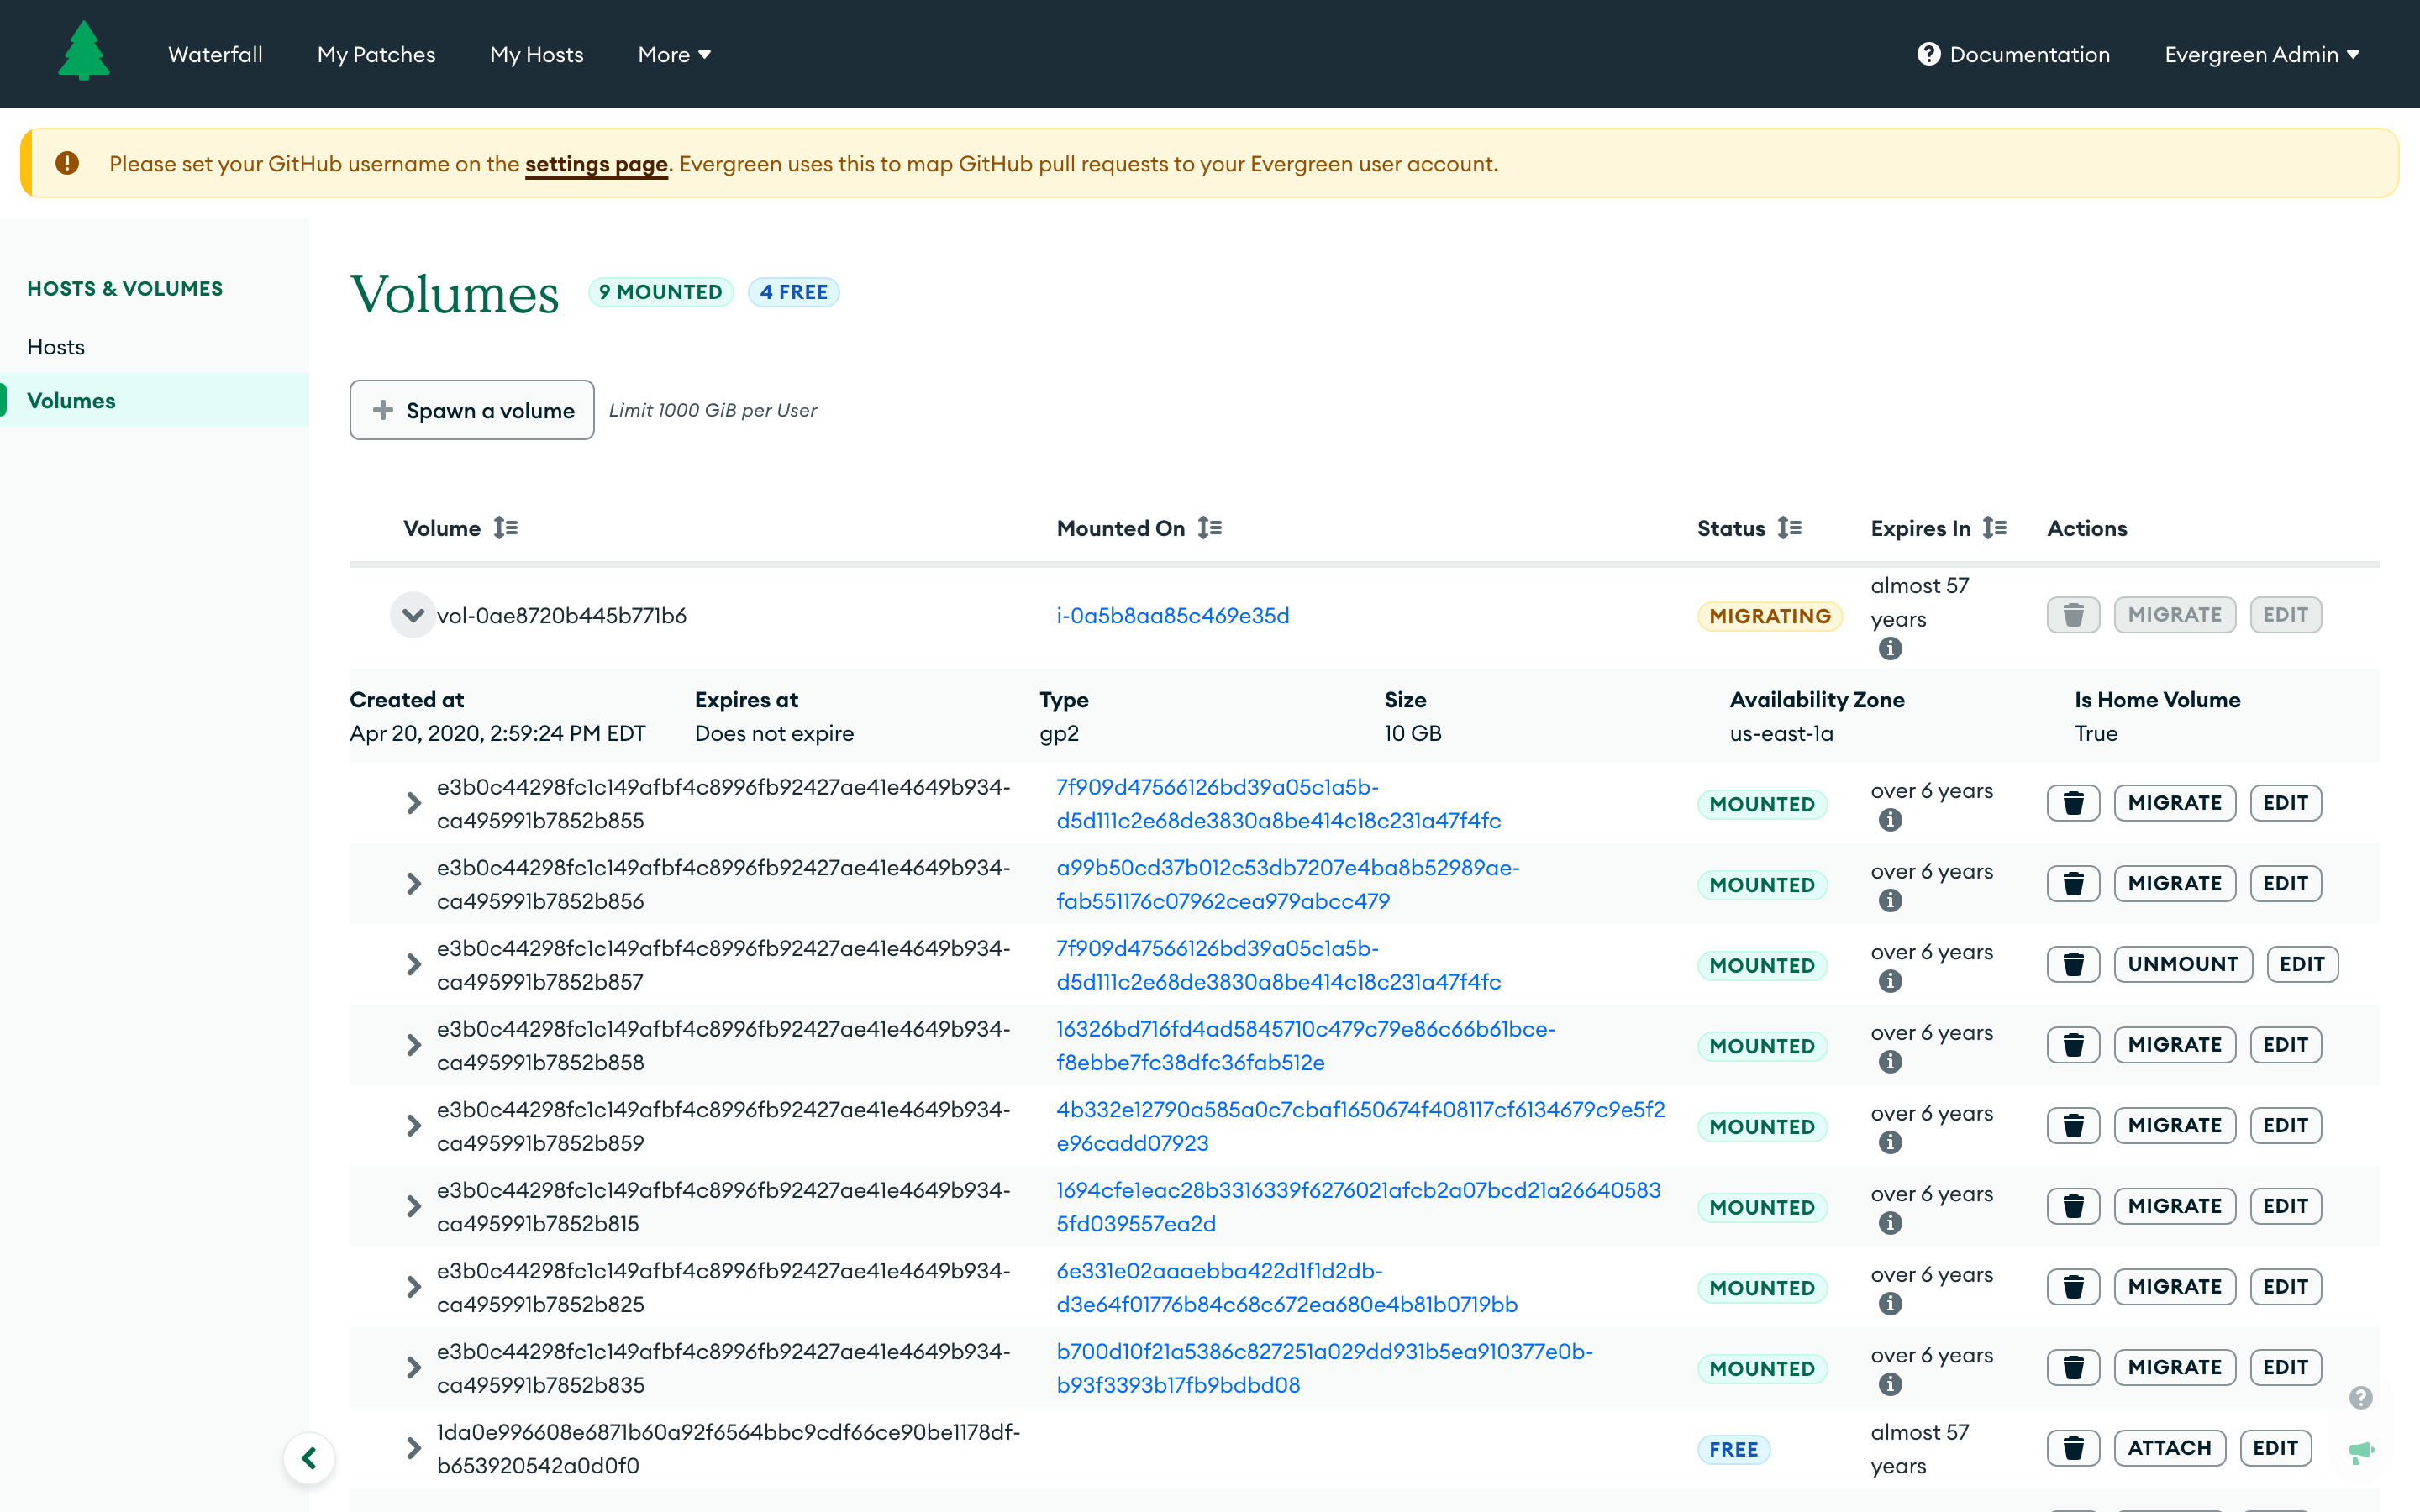 Waterfall
My Patches
My Hosts
More
Documentation
Evergreen Admin
Please set your GitHub username on the settings page. Evergreen uses this to map GitHub pull requests to your Evergreen user account.
HOSTS & VOLUMES
Hosts
Volumes
Volumes
9 MOUNTED
4 FREE
Spawn a volume
Limit 1000 GiB per User
Volume
Mounted On
Status
Expires In
Actions
vol-0ae8720b445b771b6
i-0a5b8aa85c469e35d
MIGRATING
almost 57
years
MIGRATE
EDIT
Created at
Apr 20, 2020, 2:59:24 PM EDT
Expires at
Does not expire
Type
gp2
Size
10 GB
Availability Zone
us-east-1a
Is Home Volume
True
e3b0c44298fc1c149afbf4c8996fb92427ae41e4649b934-
ca495991b7852b855
7f909d47566126bd39a05c1a5b-
d5d111c2e68de3830a8be414c18c231a47f4fc
MOUNTED
over 6 years
MIGRATE
EDIT
e3b0c44298fc1c149afbf4c8996fb92427ae41e4649b934-
ca495991b7852b856
a99b50cd37b012c53db7207e4ba8b52989ae-
fab551176c07962cea979abcc479
MOUNTED
over 6 years
MIGRATE
EDIT
e3b0c44298fc1c149afbf4c8996fb92427ae41e4649b934-
ca495991b7852b857
7f909d47566126bd39a05c1a5b-
d5d111c2e68de3830a8be414c18c231a47f4fc
MOUNTED
over 6 years
UNMOUNT
EDIT
e3b0c44298fc1c149afbf4c8996fb92427ae41e4649b934-
ca495991b7852b858
16326bd716fd4ad5845710c479c79e86c66b61bce-
f8ebbe7fc38dfc36fab512e
MOUNTED
over 6 years
MIGRATE
EDIT
e3b0c44298fc1c149afbf4c8996fb92427ae41e4649b934-
ca495991b7852b859
4b332e12790a585a0c7cbaf1650674f408117cf6134679c9e5f2
e96cadd07923
MOUNTED
over 6 years
MIGRATE
EDIT
e3b0c44298fc1c149afbf4c8996fb92427ae41e4649b934-
ca495991b7852b815
1694cfe1eac28b3316339f6276021afcb2a07bcd21a26640583
5fd039557ea2d
MOUNTED
over 6 years
MIGRATE
EDIT
e3b0c44298fc1c149afbf4c8996fb92427ae41e4649b934-
ca495991b7852b825
6e331e02aaaebba422d1f1d2db-
d3e64f01776b84c68c672ea680e4b81b0719bb
MOUNTED
over 6 years
MIGRATE
EDIT
e3b0c44298fc1c149afbf4c8996fb92427ae41e4649b934-
ca495991b7852b835
b700d10f21a5386c827251a029dd931b5ea910377e0b-
b93f3393b17fb9bdbd08
MOUNTED
over 6 years
MIGRATE
EDIT
1da0e996608e6871b60a92f6564bbc9cdf66ce90be1178df-
b653920542a0d0f0
FREE
almost 57
years
ATTACH
EDIT